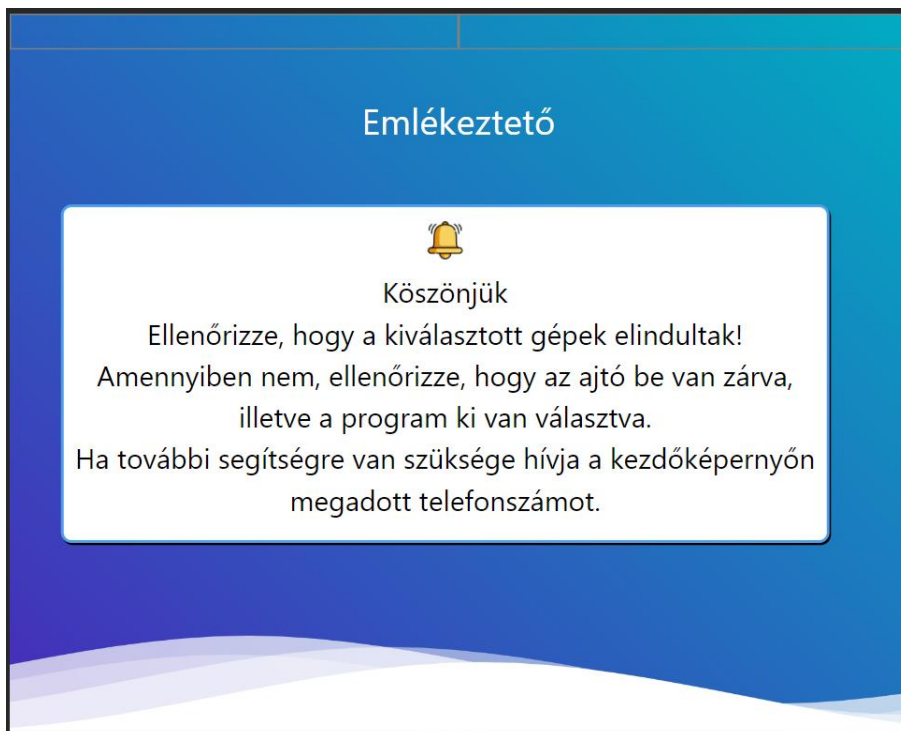 Emlékeztető
Köszönjük
Ellenőrizze, hogy a kiválasztott gépek elindultak!
Amennyiben nem, ellenőrizze, hogy az ajtó be van zárva,
illetve a program ki van választva.
Ha további segítségre van szüksége hívja a kezdőképernyőn
megadott telefonszámot.